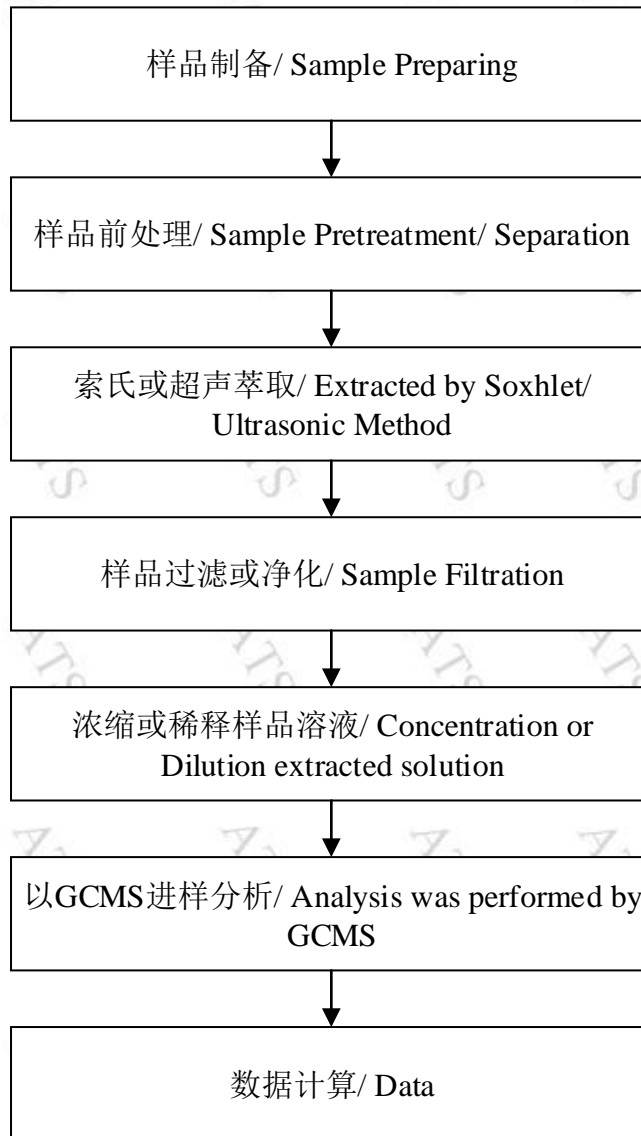 样品制备/ Sample Preparing
样品前处理/ Sample Pretreatment/ Separation
索氏或超声萃取/ Extracted by Soxhlet/
Ultrasonic Method
样品过滤或净化/ Sample Filtration
浓缩或稀释样品溶液/ Concentration or
Dilution extracted solution
以GCMS进样分析/ Analysis was performed by
GCMS
数据计算/ Data